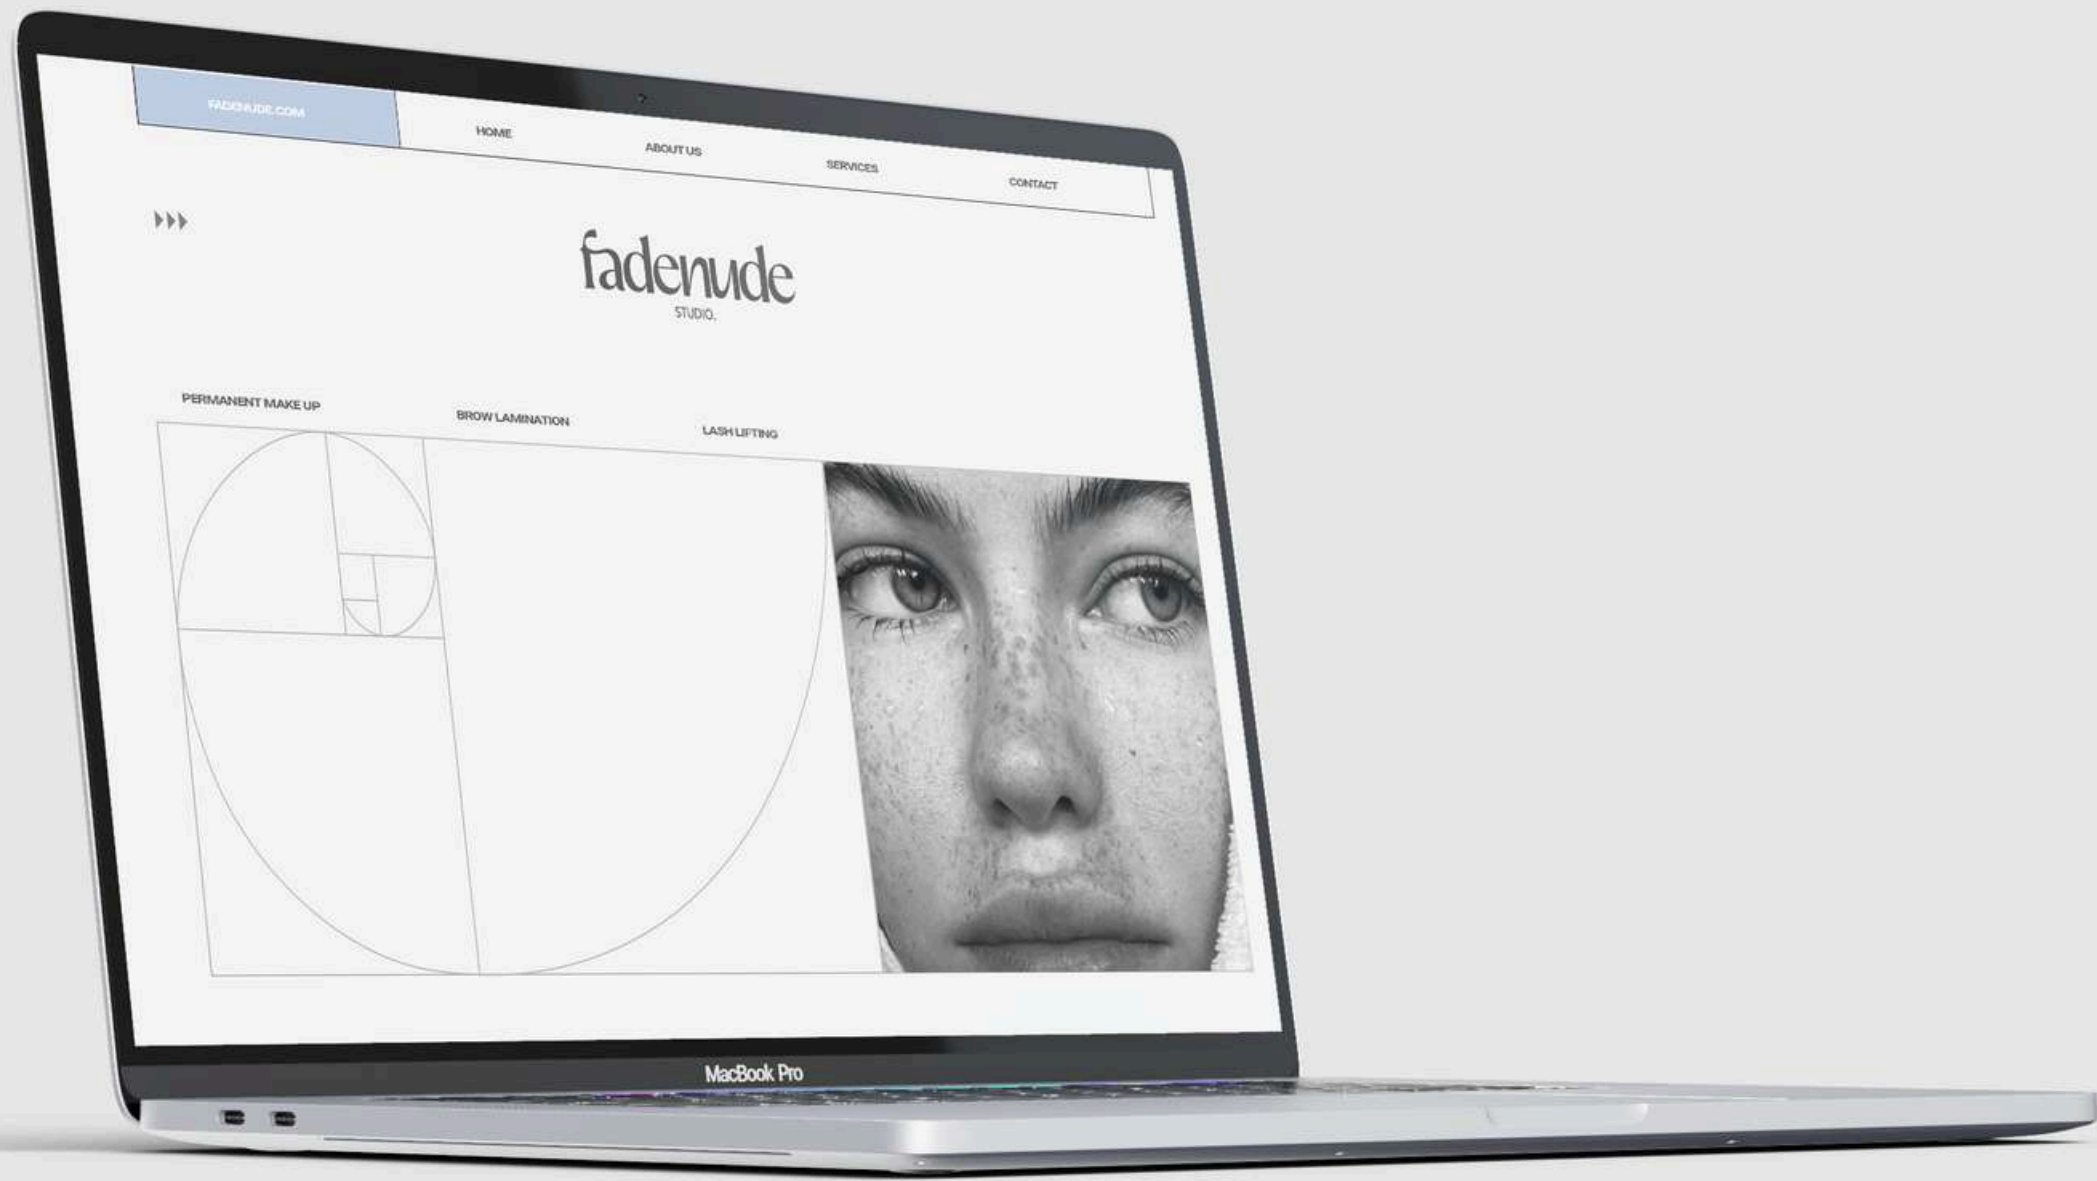 FADENUDE.COM
HOME
ABOUT US
SERVICES
CONTACT
fadenude
STUDIO.
PERMANENT MAKE UP
BROW LAMINATION
LASH LIFTING
MacBook Pro